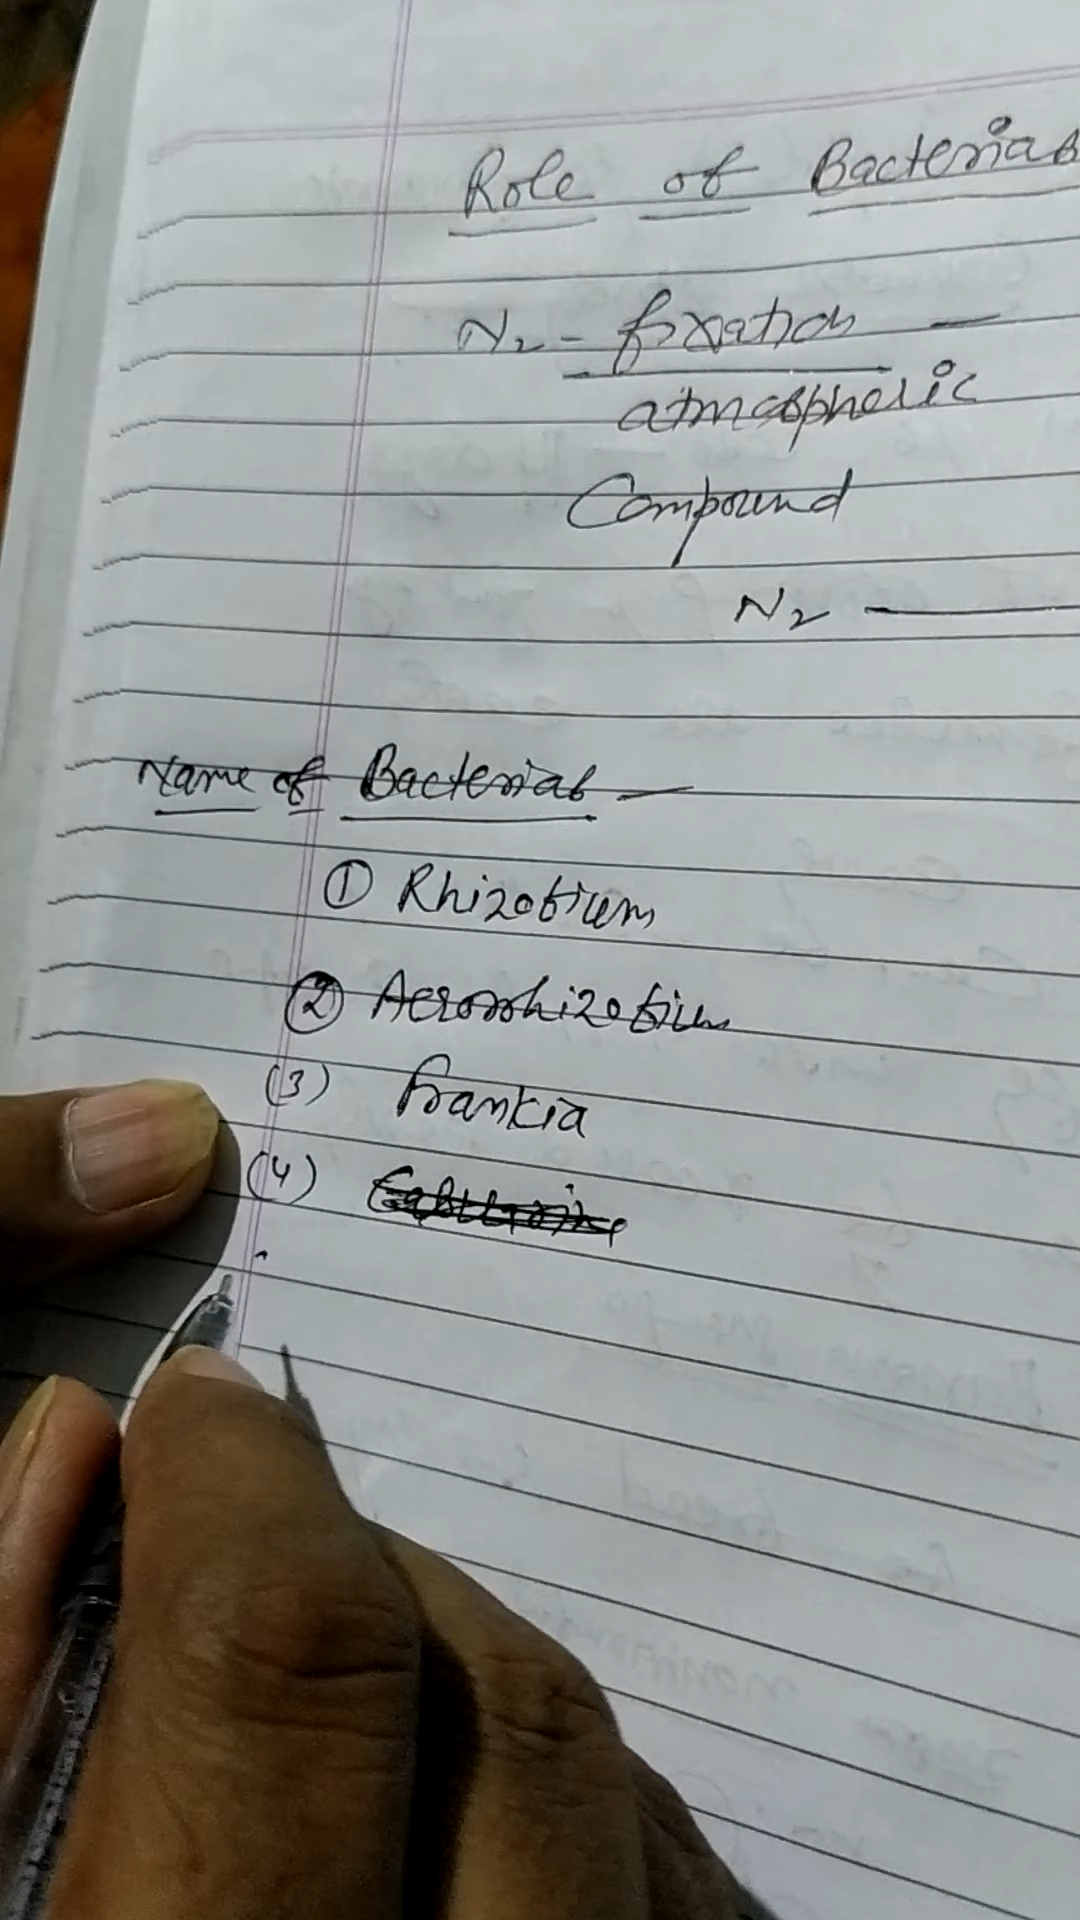 Role of Bacterias
N₂ - fixation —
atmospheric
Compound
N₂ —
Name of Bacterias —
① Rhizobium
② Aerorhizobium
(3) Frankia
(4)